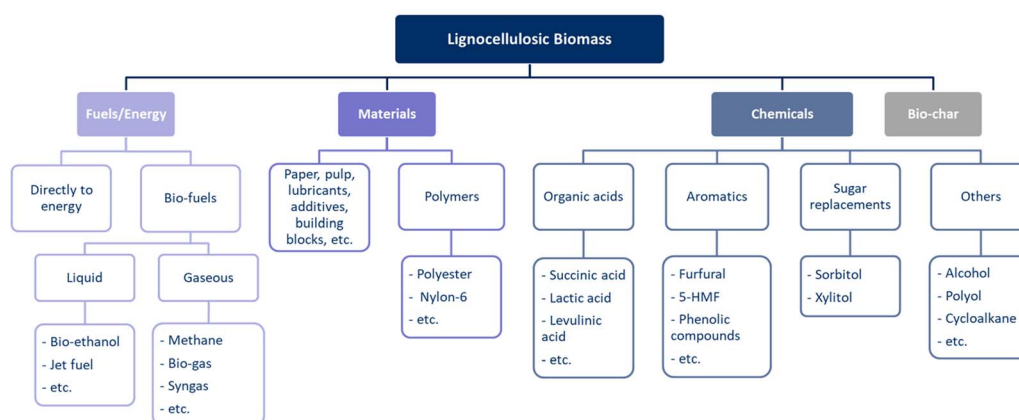 Lignocellulosic Biomass
Fuels/Energy
Materials
Chemicals
Bio-char
Directly to
energy
Bio-fuels
Paper, pulp,
lubricants,
additives,
building
blocks, etc.
Polymers
Organic acids
Aromatics
Sugar
replacements
Others
Liquid
Gaseous
- Polyester
- Nylon-6
- etc.
- Succinic acid
- Lactic acid
- Levulinic
acid
- etc.
- Furfural
- 5-HMF
- Phenolic
compounds
- etc.
- Sorbitol
- Xylitol
- Alcohol
- Polyol
- Cycloalkane
- etc.
- Bio-ethanol
- Jet fuel
- etc.
- Methane
- Bio-gas
- Syngas
- etc.